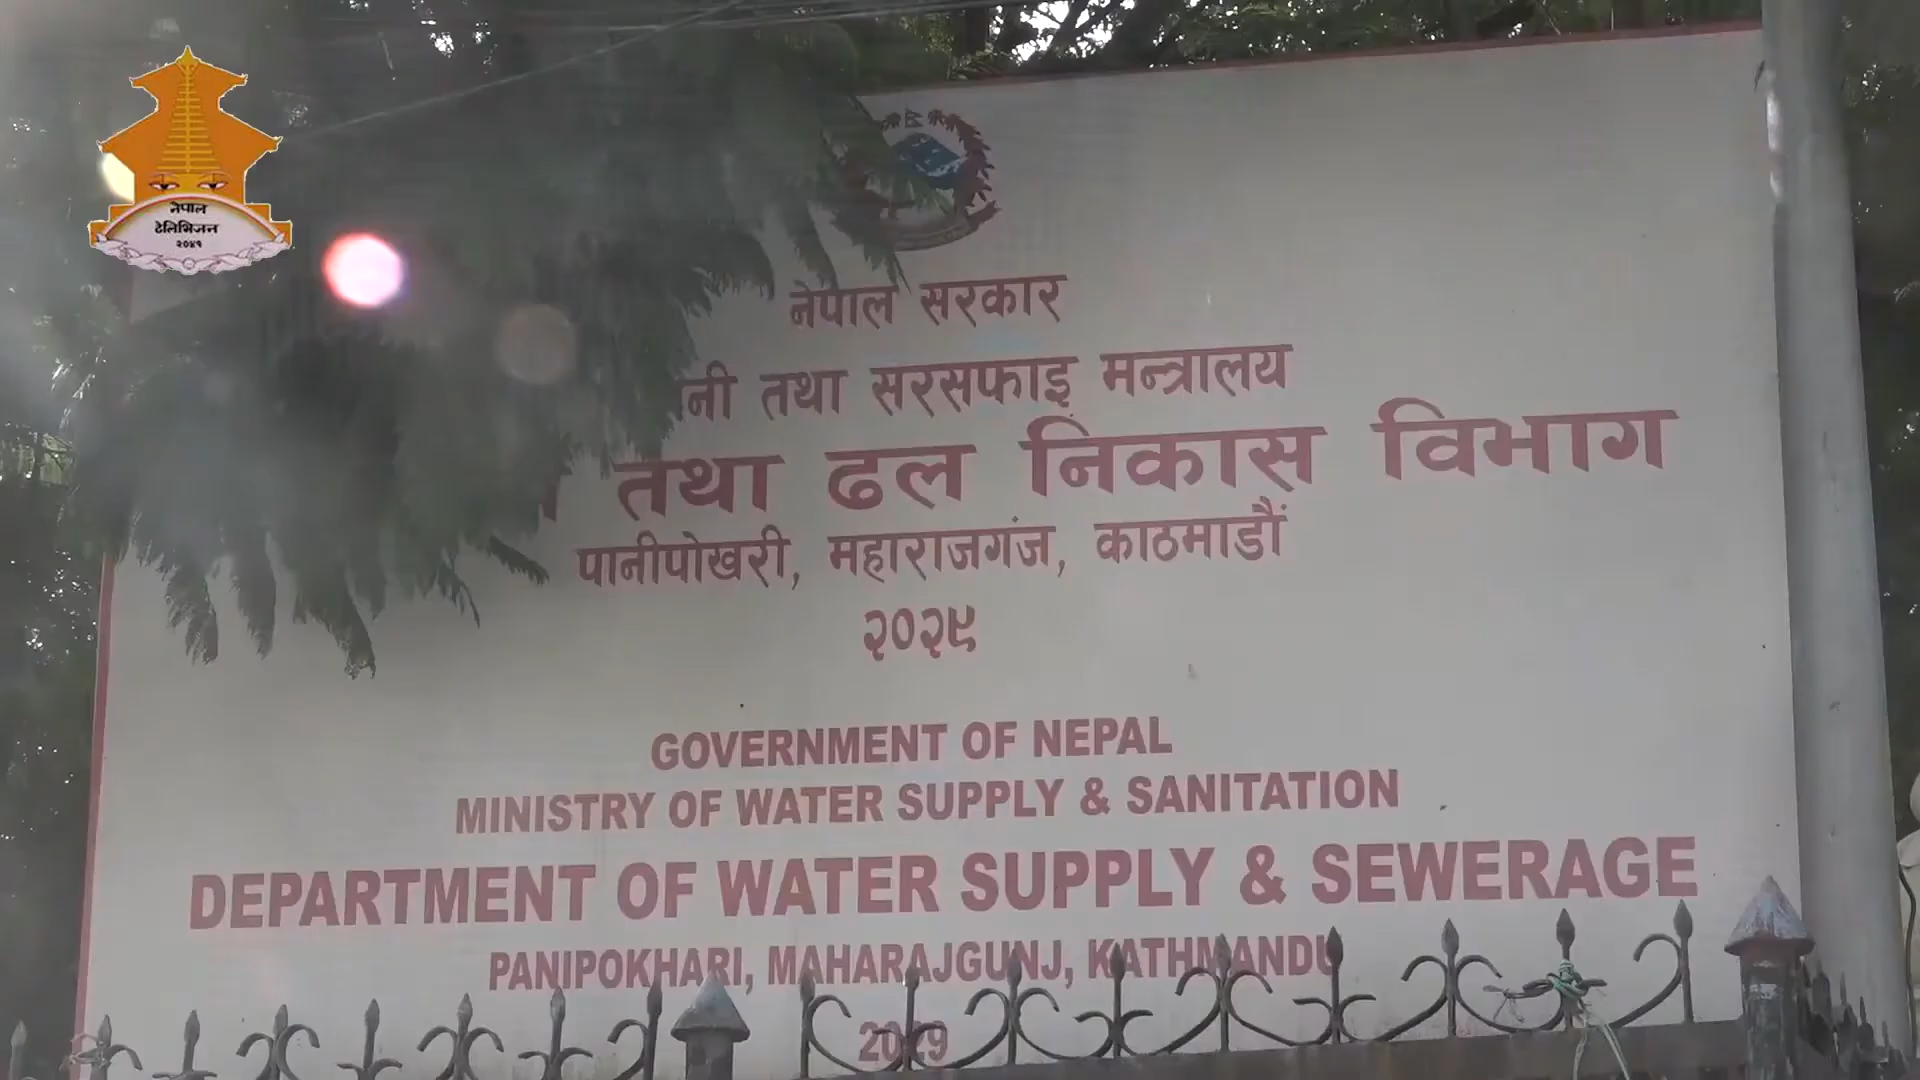 नेपाल
टेलिभिजन
२०४१
नेपाल सरकार
तथा सरसफाइ मन्त्रालय
तथा ढल निकास विभाग
पानीपोखरी, महाराजगंज, काठमाडौं
२०२९
GOVERNMENT OF NEPAL
MINISTRY OF WATER SUPPLY & SANITATION
DEPARTMENT OF WATER SUPPLY & SEWERAGE
PANIPOKHARI, MAHARAJGUNJ, KATHMANDU
2029